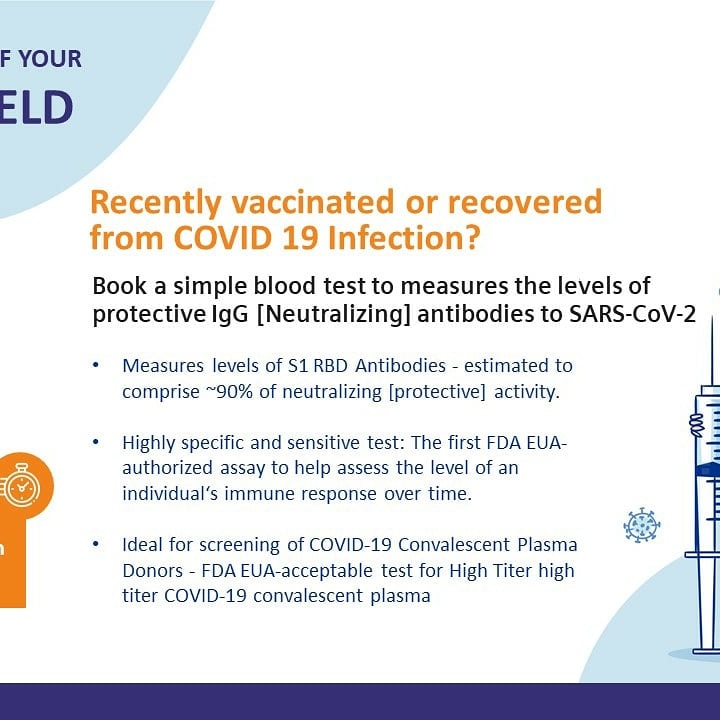 F YOUR
ELD
Recently vaccinated or recovered
from COVID 19 Infection?
Book a simple blood test to measures the levels of
protective IgG [Neutralizing] antibodies to SARS-CoV-2
• Measures levels of S1 RBD Antibodies - estimated to
comprise ~90% of neutralizing [protective] activity.
• Highly specific and sensitive test: The first FDA EUA-
authorized assay to help assess the level of an
individual‘s immune response over time.
• Ideal for screening of COVID-19 Convalescent Plasma
Donors - FDA EUA-acceptable test for High Titer high
titer COVID-19 convalescent plasma
n